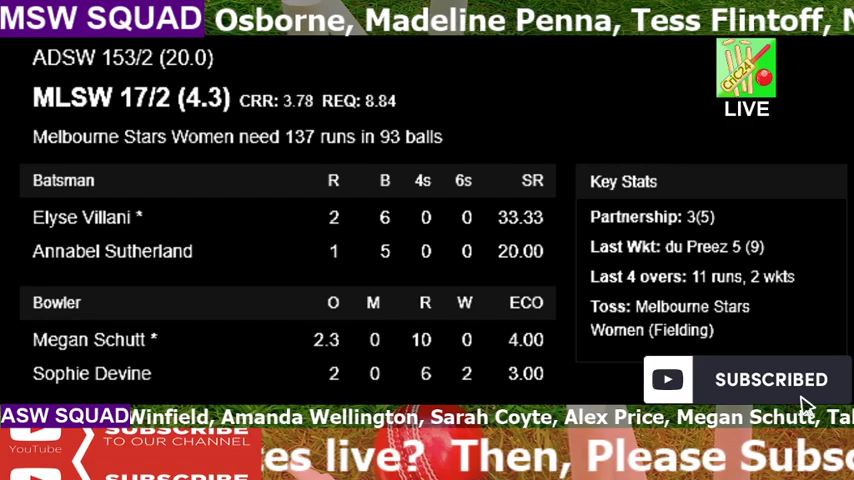 MSW SQUAD Osborne, Madeline Penna, Tess Flintoff,
ADSW 153/2 (20.0)
CriC24
LIVE
MLSW 17/2 (4.3) CRR: 3.78 REQ: 8.84
Melbourne Stars Women need 137 runs in 93 balls
Batsman R B 4s 6s SR
Elyse Villani * 2 6 0 0 33.33
Annabel Sutherland 1 5 0 0 20.00
Bowler O M R W ECO
Megan Schutt * 2.3 0 10 0 4.00
Sophie Devine 2 0 6 2 3.00
Key Stats
Partnership: 3(5)
Last Wkt: du Preez 5 (9)
Last 4 overs: 11 runs, 2 wkts
Toss: Melbourne Stars
Women (Fielding)
SUBSCRIBED
ASW SQUAD Winfield, Amanda Wellington, Sarah Coyte, Alex Price, Megan Schutt, Tal
SUBSCRIBE
TO OUR CHANNEL
YouTube
SUBSCRIBE
es live? Then, Please Subsc